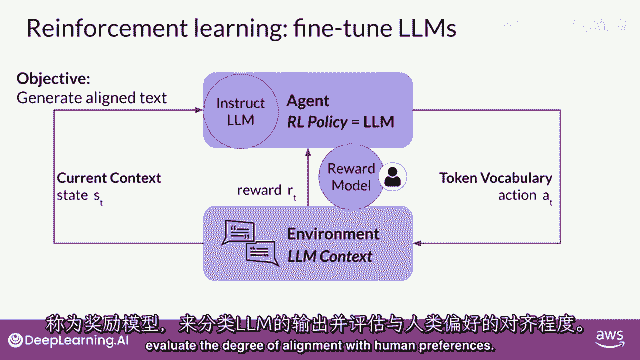 Reinforcement learning: fine-tune LLMs
Objective:
Generate aligned text
Instruct
LLM
Agent
RL Policy = LLM
Current Context
state st
reward rt
Reward
Model
Token Vocabulary
action at
Environment
LLM Context
称为奖励模型，来分类LLM的输出并评估与人类偏好的对齐程度。
evaluate the degree of alignment with human preferences.
DeepLearning.AI
aws